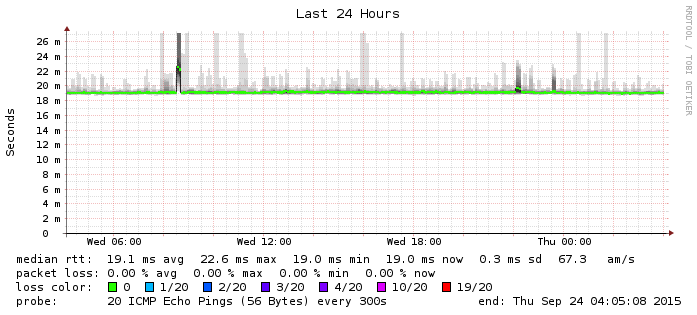 Last 24 Hours
RRDTOOL / TOBI OETIKER
Seconds
26 m
24 m
22 m
20 m
18 m
16 m
14 m
12 m
10 m
8 m
6 m
4 m
2 m
0
Wed 06:00 Wed 12:00 Wed 18:00 Thu 00:00
median rtt: 19.1 ms avg 22.6 ms max 19.0 ms min 19.0 ms now 0.3 ms sd 67.3 am/s
packet loss: 0.00 % avg 0.00 % max 0.00 % min 0.00 % now
loss color: 0 1/20 2/20 3/20 4/20 10/20 19/20
probe: 20 ICMP Echo Pings (56 Bytes) every 300s end: Thu Sep 24 04:05:08 2015